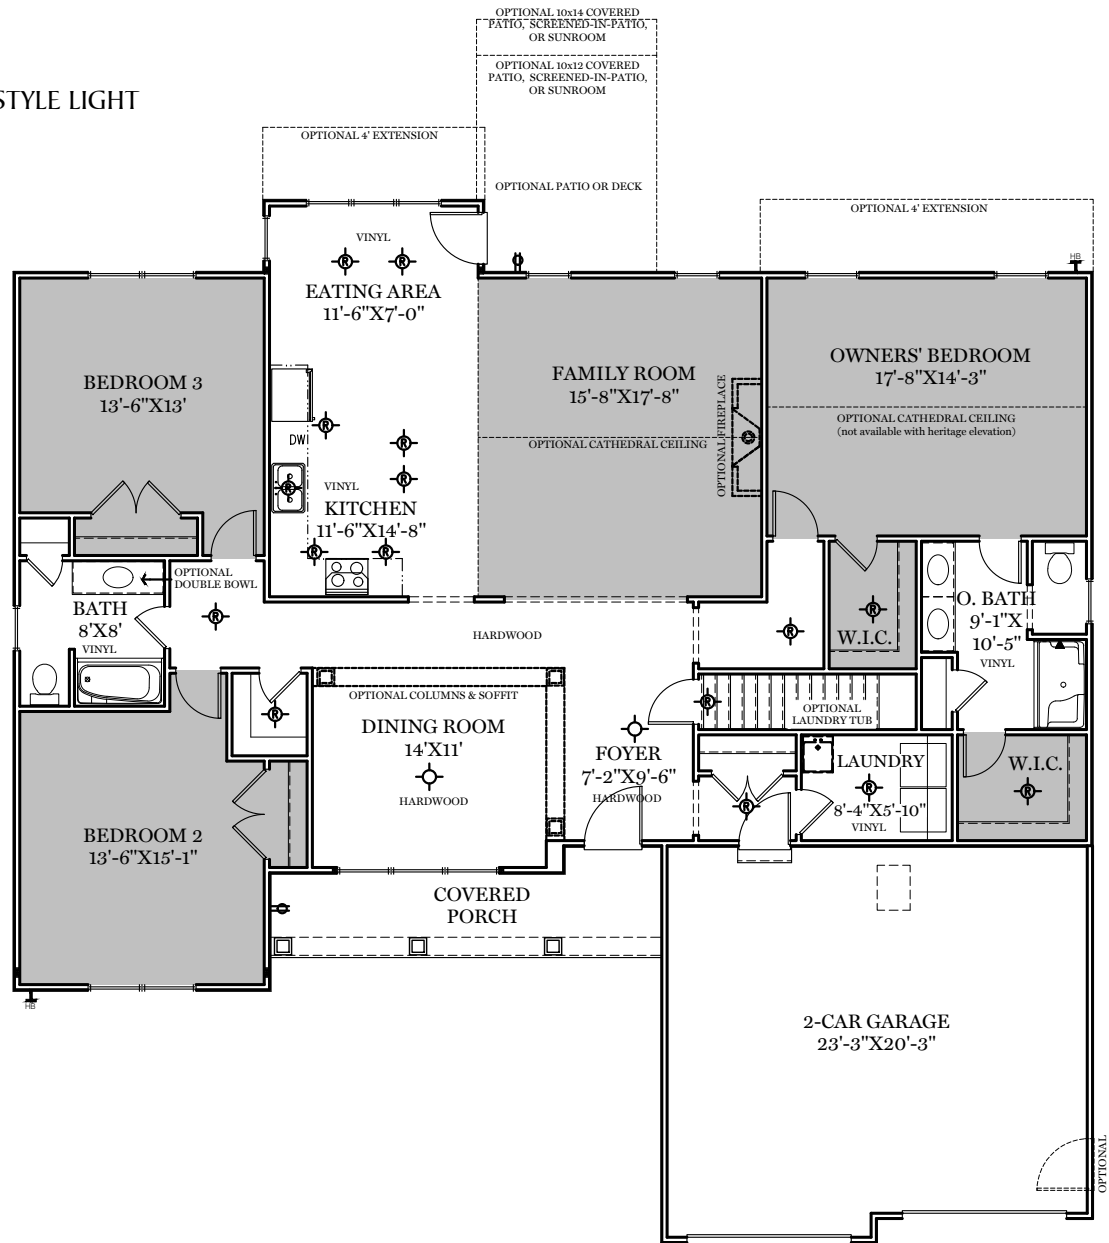 OPTIONAL 10x14 COVERED
PATIO, SCREENED-IN-PATIO,
OR SUNROOM
OPTIONAL 10x12 COVERED
PATIO, SCREENED-IN-PATIO,
OR SUNROOM
STYLE LIGHT
OPTIONAL 4' EXTENSION
OPTIONAL PATIO OR DECK
OPTIONAL 4' EXTENSION
VINYL
HB
EATING AREA
11'-6"X7'-0"
BEDROOM 3
13'-6"X13'
FAMILY ROOM
15'-8"X17'-8"
OPTIONAL CATHEDRAL CEILING
OPTIONAL FIREPLACE
OWNERS' BEDROOM
17'-8"X14'-3"
OPTIONAL CATHEDRAL CEILING
(not available with heritage elevation)
R
R
R
DW
R
R
R
VINYL
KITCHEN
11'-6"X14'-8"
R
R
OPTIONAL
DOUBLE BOWL
BATH
8'X8'
VINYL
R
HARDWOOD
R
R
W.I.C.
O. BATH
9'-1"X
10'-5"
VINYL
OPTIONAL COLUMNS & SOFFIT
R
R
OPTIONAL
LAUNDRY TUB
DINING ROOM
14'X11'
HARDWOOD
FOYER
7'-2"X9'-6"
HARDWOOD
R
LAUNDRY
R
8'-4"X5'-10"
VINYL
W.I.C.
R
BEDROOM 2
13'-6"X15'-1"
COVERED
PORCH
HB
2-CAR GARAGE
23'-3"X20'-3"
OPTIONAL